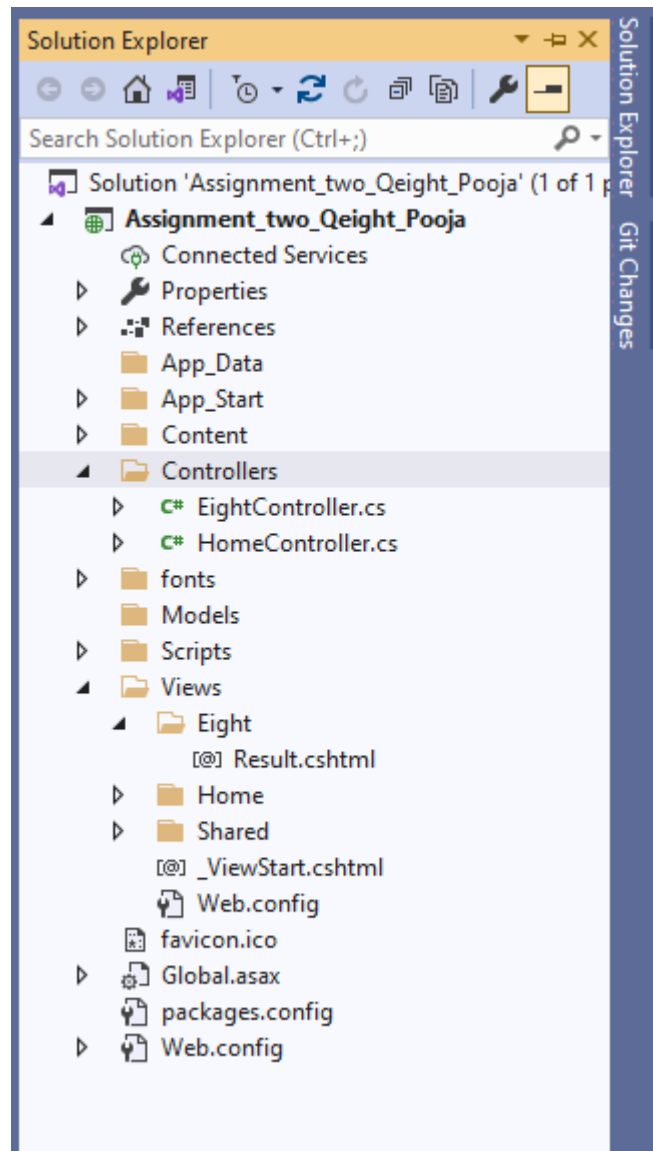 Solution Explorer
Search Solution Explorer (Ctrl+;)
Solution 'Assignment_two_Qeight_Pooja' (1 of 1 p
Assignment_two_Qeight_Pooja
Connected Services
Properties
References
App_Data
App_Start
Content
Controllers
C# EightController.cs
C# HomeController.cs
fonts
Models
Scripts
Views
Eight
[@] Result.cshtml
Home
Shared
[@] _ViewStart.cshtml
Web.config
favicon.ico
Global.asax
packages.config
Web.config
Solution Explorer
Git Changes